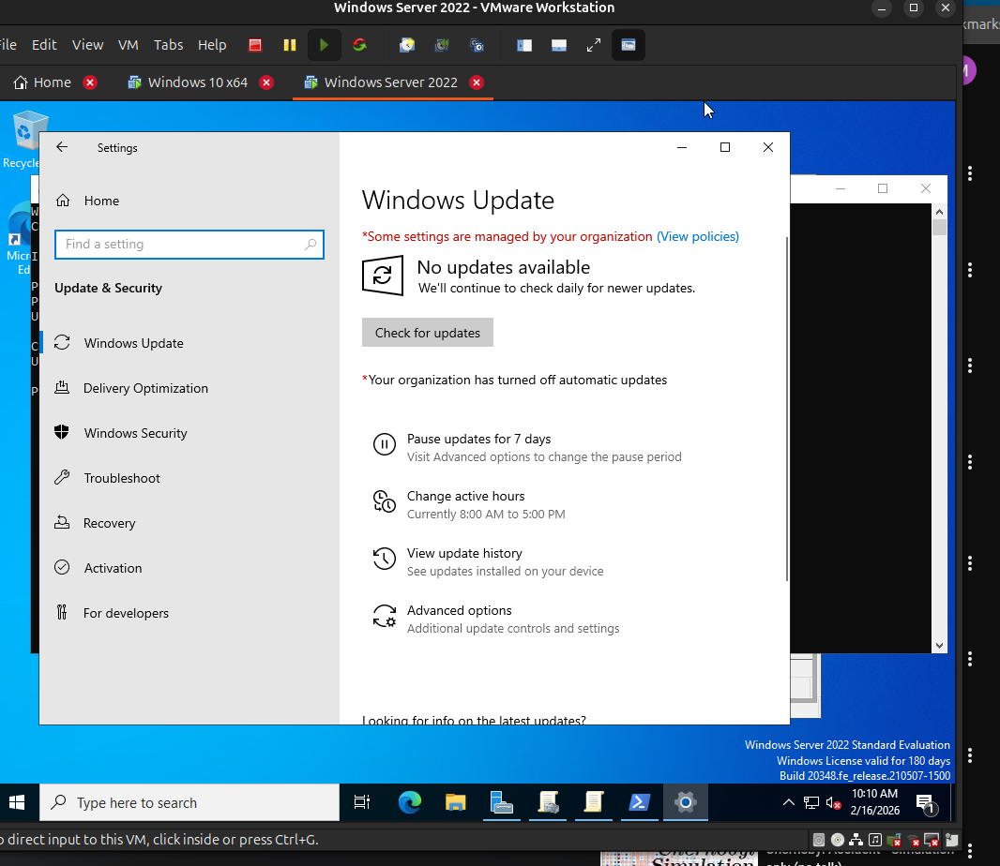 Windows Server 2022 - VMware Workstation
ile Edit View VM Tabs Help
kmarks
Home Windows 10 x64 Windows Server 2022
M
Recycle
Micr
Ed
W
C
I
P
P
U
C
U
P
Settings
Home
Find a setting
Update & Security
Windows Update
Delivery Optimization
Windows Security
Troubleshoot
Recovery
Activation
For developers
Windows Update
*Some settings are managed by your organization (View policies)
No updates available
We'll continue to check daily for newer updates.
Check for updates
*Your organization has turned off automatic updates
Pause updates for 7 days
Visit Advanced options to change the pause period
Change active hours
Currently 8:00 AM to 5:00 PM
View update history
See updates installed on your device
Advanced options
Additional update controls and settings
Looking for info on the latest updates?
Windows Server 2022 Standard Evaluation
Windows License valid for 180 days
Build 20348.fe_release.210507-1500
Type here to search
10:10 AM
2/16/2026
1
o direct input to this VM, click inside or press Ctrl+G.
Simulation